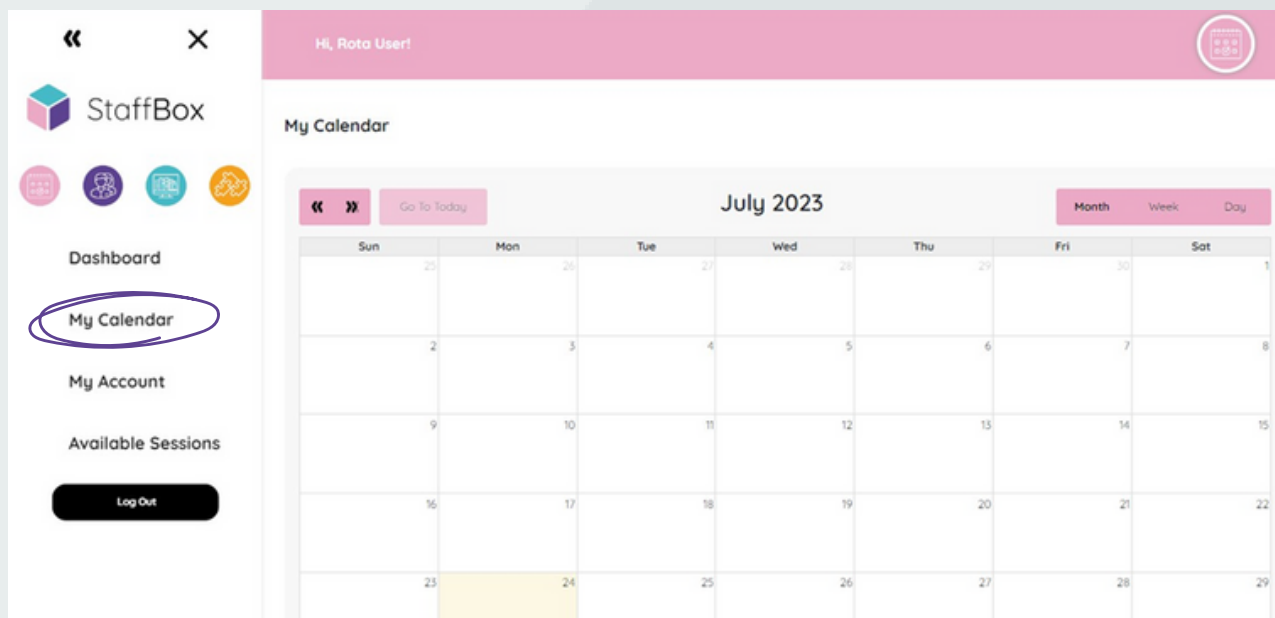 Hi, Rota User!
StaffBox
Dashboard
My Calendar
My Account
Available Sessions
Log Out
My Calendar
Go To Today
July 2023
Month Week Day
Sun Mon Tue Wed Thu Fri Sat
25 26 27 28 29 30 1
2 3 4 5 6 7 8
9 10 11 12 13 14 15
16 17 18 19 20 21 22
23 24 25 26 27 28 29